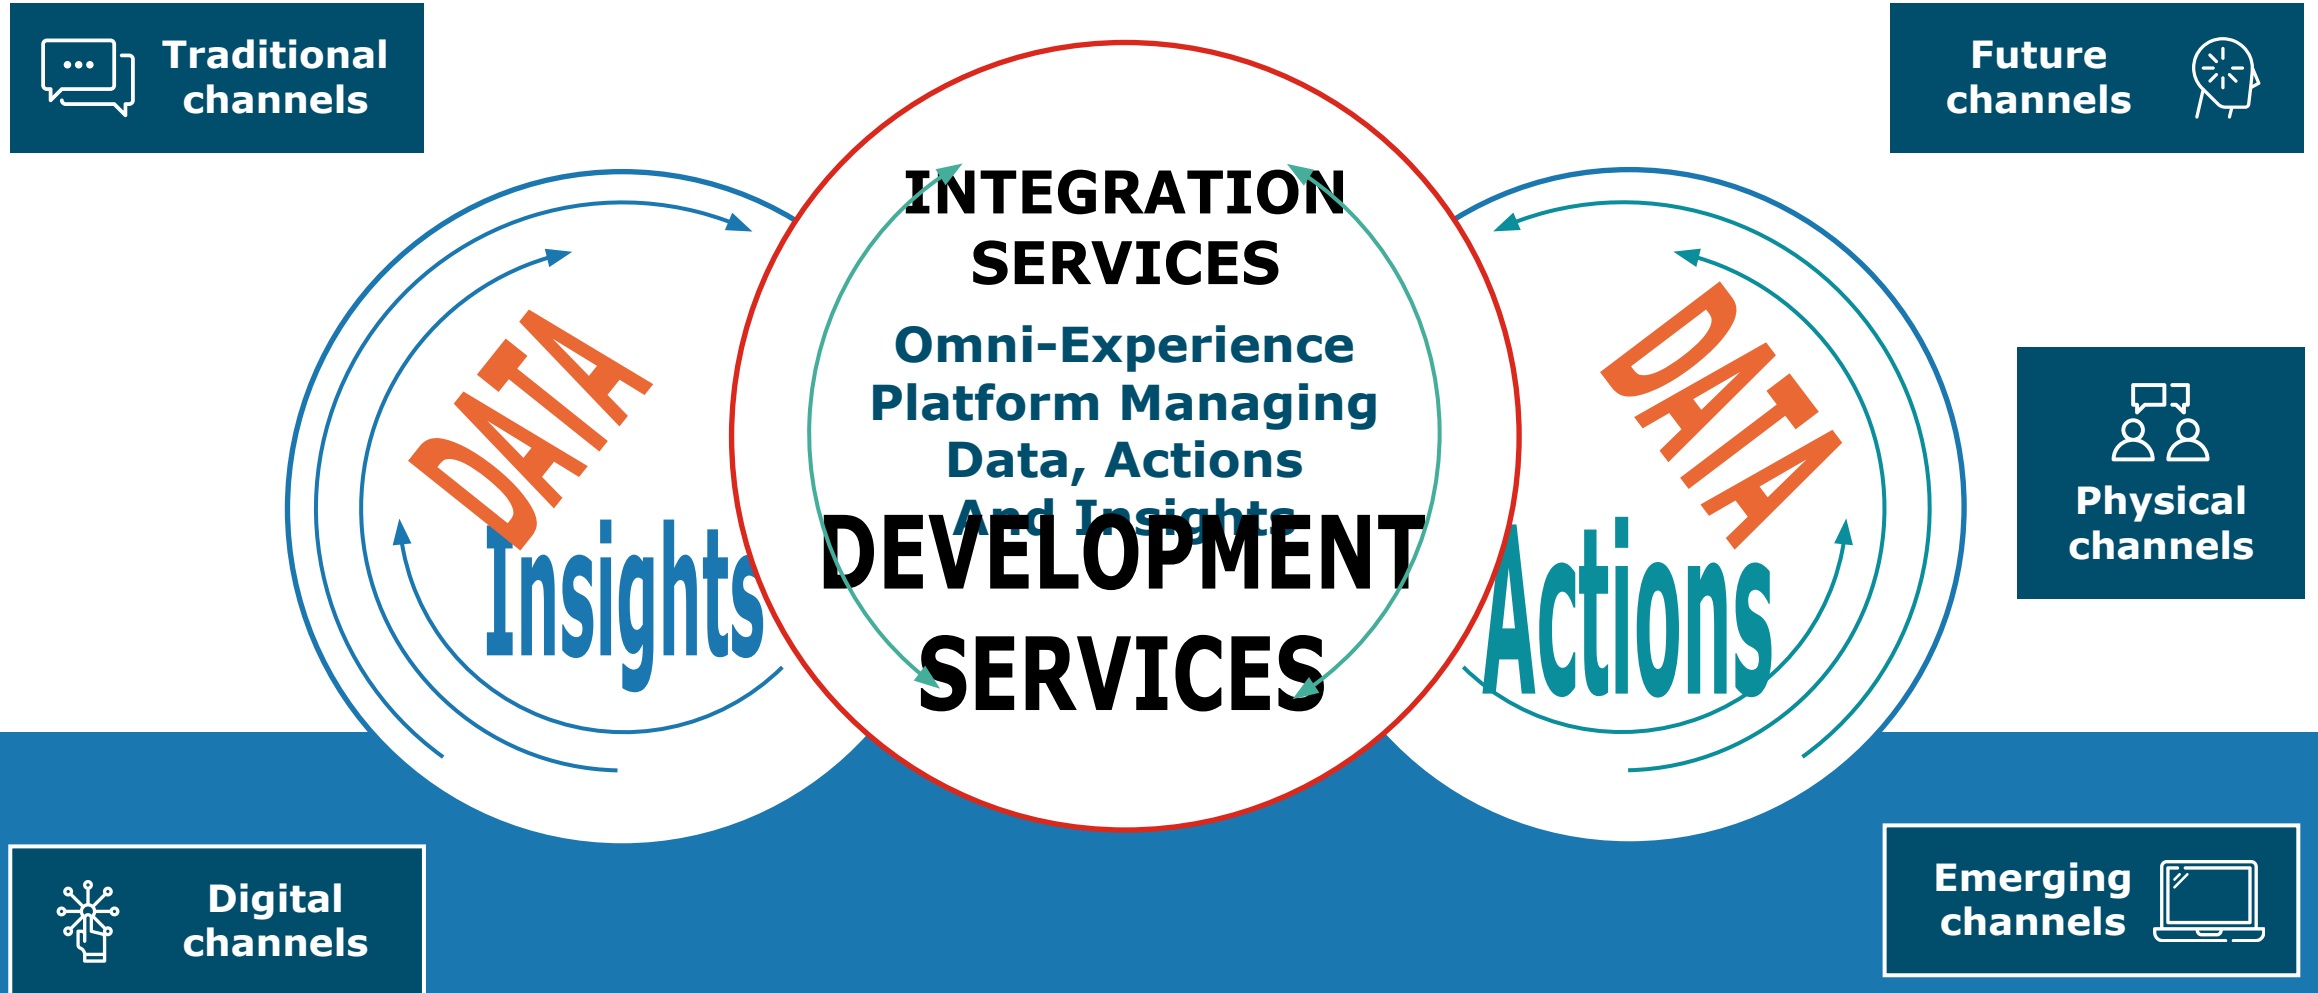 Traditional
channels
Future
channels
INTEGRATION
SERVICES
Omni-Experience
Platform Managing
Data, Actions
And Insights
DEVELOPMENT
SERVICES
DATA
Insights
DATA
Actions
Physical
channels
Digital
channels
Emerging
channels